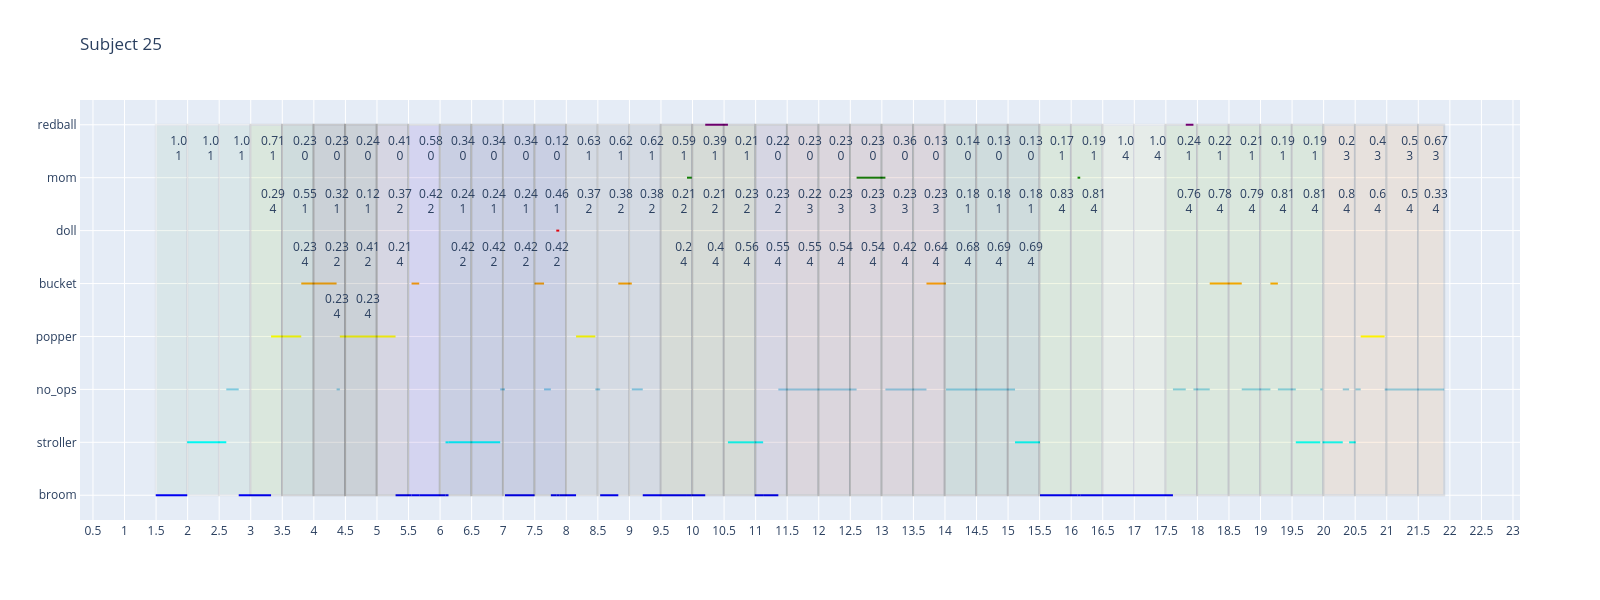 Subject 25
redball
1.0 1.0 1.0 0.71 0.23 0.23 0.24 0.41 0.58 0.34 0.34 0.34 0.12 0.63 0.62 0.62 0.59 0.39 0.21 0.22 0.23 0.23 0.23 0.36 0.13 0.14 0.13 0.13 0.17 0.19 1.0 1.0 0.24 0.22 0.21 0.19 0.19 0.2 0.4 0.5 0.67
1 1 1 1 0 0 0 0 0 0 0 0 0 1 1 1 1 1 1 0 0 0 0 0 0 0 0 0 1 1 4 4 1 1 1 1 1 3 3 3 3
mom
0.29 0.55 0.32 0.12 0.37 0.42 0.24 0.24 0.24 0.46 0.37 0.38 0.38 0.21 0.21 0.23 0.23 0.22 0.23 0.23 0.23 0.23 0.18 0.18 0.18 0.83 0.81 0.76 0.78 0.79 0.81 0.81 0.8 0.6 0.5 0.33
4 1 1 1 2 2 1 1 1 1 2 2 2 2 2 2 2 3 3 3 3 3 1 1 1 4 4 4 4 4 4 4 4 4 4 4
doll
0.23 0.23 0.41 0.21 0.42 0.42 0.42 0.42 0.2 0.4 0.56 0.55 0.55 0.54 0.54 0.42 0.64 0.68 0.69 0.69
4 2 2 4 2 2 2 2 4 4 4 4 4 4 4 4 4 4 4 4
bucket
0.23 0.23
4 4
popper
no_ops
stroller
broom
0.5 1 1.5 2 2.5 3 3.5 4 4.5 5 5.5 6 6.5 7 7.5 8 8.5 9 9.5 10 10.5 11 11.5 12 12.5 13 13.5 14 14.5 15 15.5 16 16.5 17 17.5 18 18.5 19 19.5 20 20.5 21 21.5 22 22.5 23